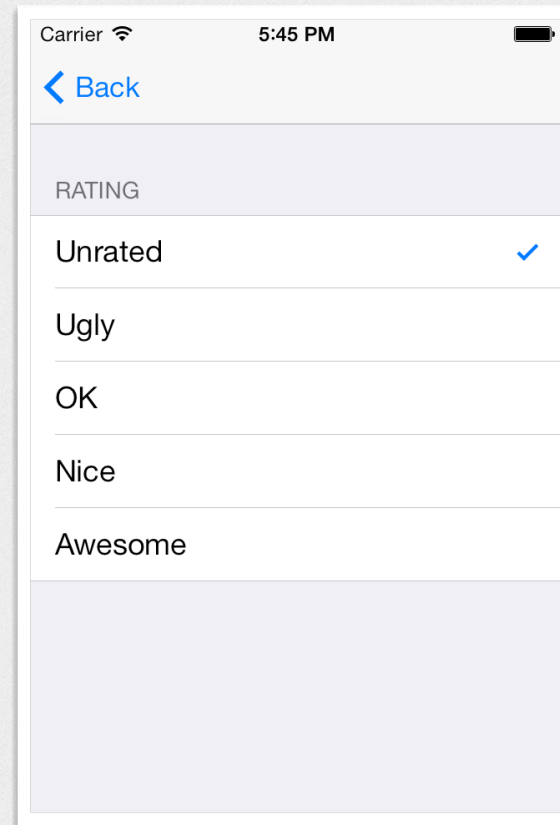 Carrier 5:45 PM
Back
RATING
Unrated
Ugly
OK
Nice
Awesome